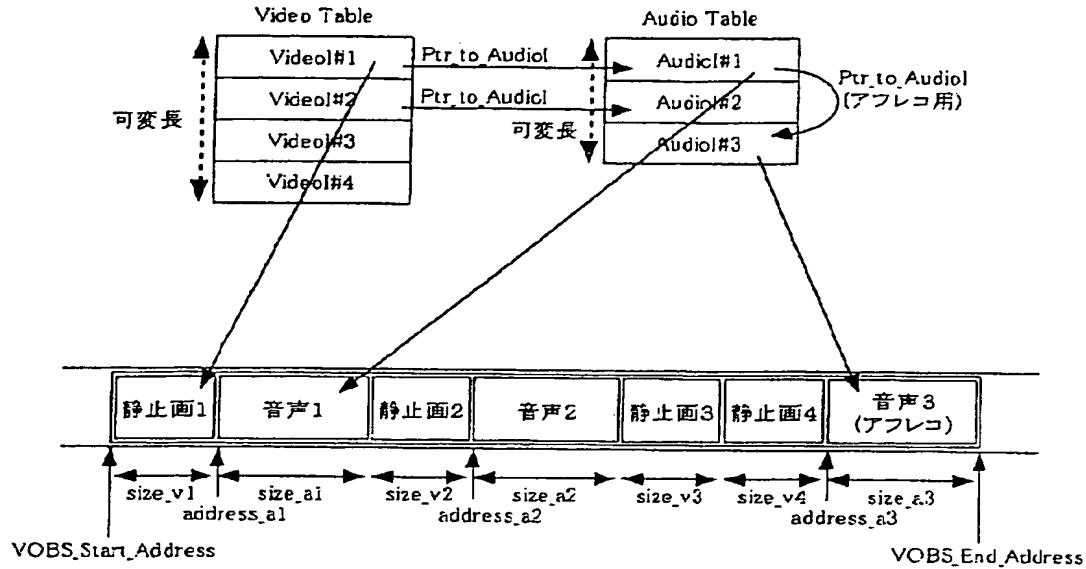 Video Table
Audio Table
VideoI#1
Ptr_to_AudioI
AudioI#1
Ptr_to_AudioI
(アフレコ用)
VideoI#2
Ptr_to_AudioI
AudioI#2
可変長
可変長
VideoI#3
AudioI#3
VideoI#4
静止画1
音声1
静止画2
音声2
静止画3
静止画4
音声3
(アフレコ)
size_v1
size_a1
size_v2
size_a2
size_v3
size_v4
size_a3
address_a1
address_a2
address_a3
VOBS_Start_Address
VOBS_End_Address